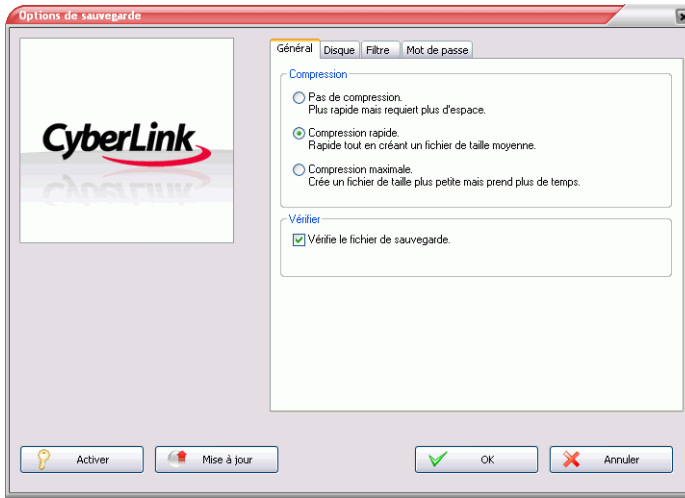 Options de sauvegarde
CyberLink
Général
Disque
Filtre
Mot de passe
Compression
Pas de compression.
Plus rapide mais requiert plus d'espace.
Compression rapide.
Rapide tout en créant un fichier de taille moyenne.
Compression maximale.
Crée un fichier de taille plus petite mais prend plus de temps.
Vérifier
Vérifie le fichier de sauvegarde.
Activer
Mise à jour
OK
Annuler